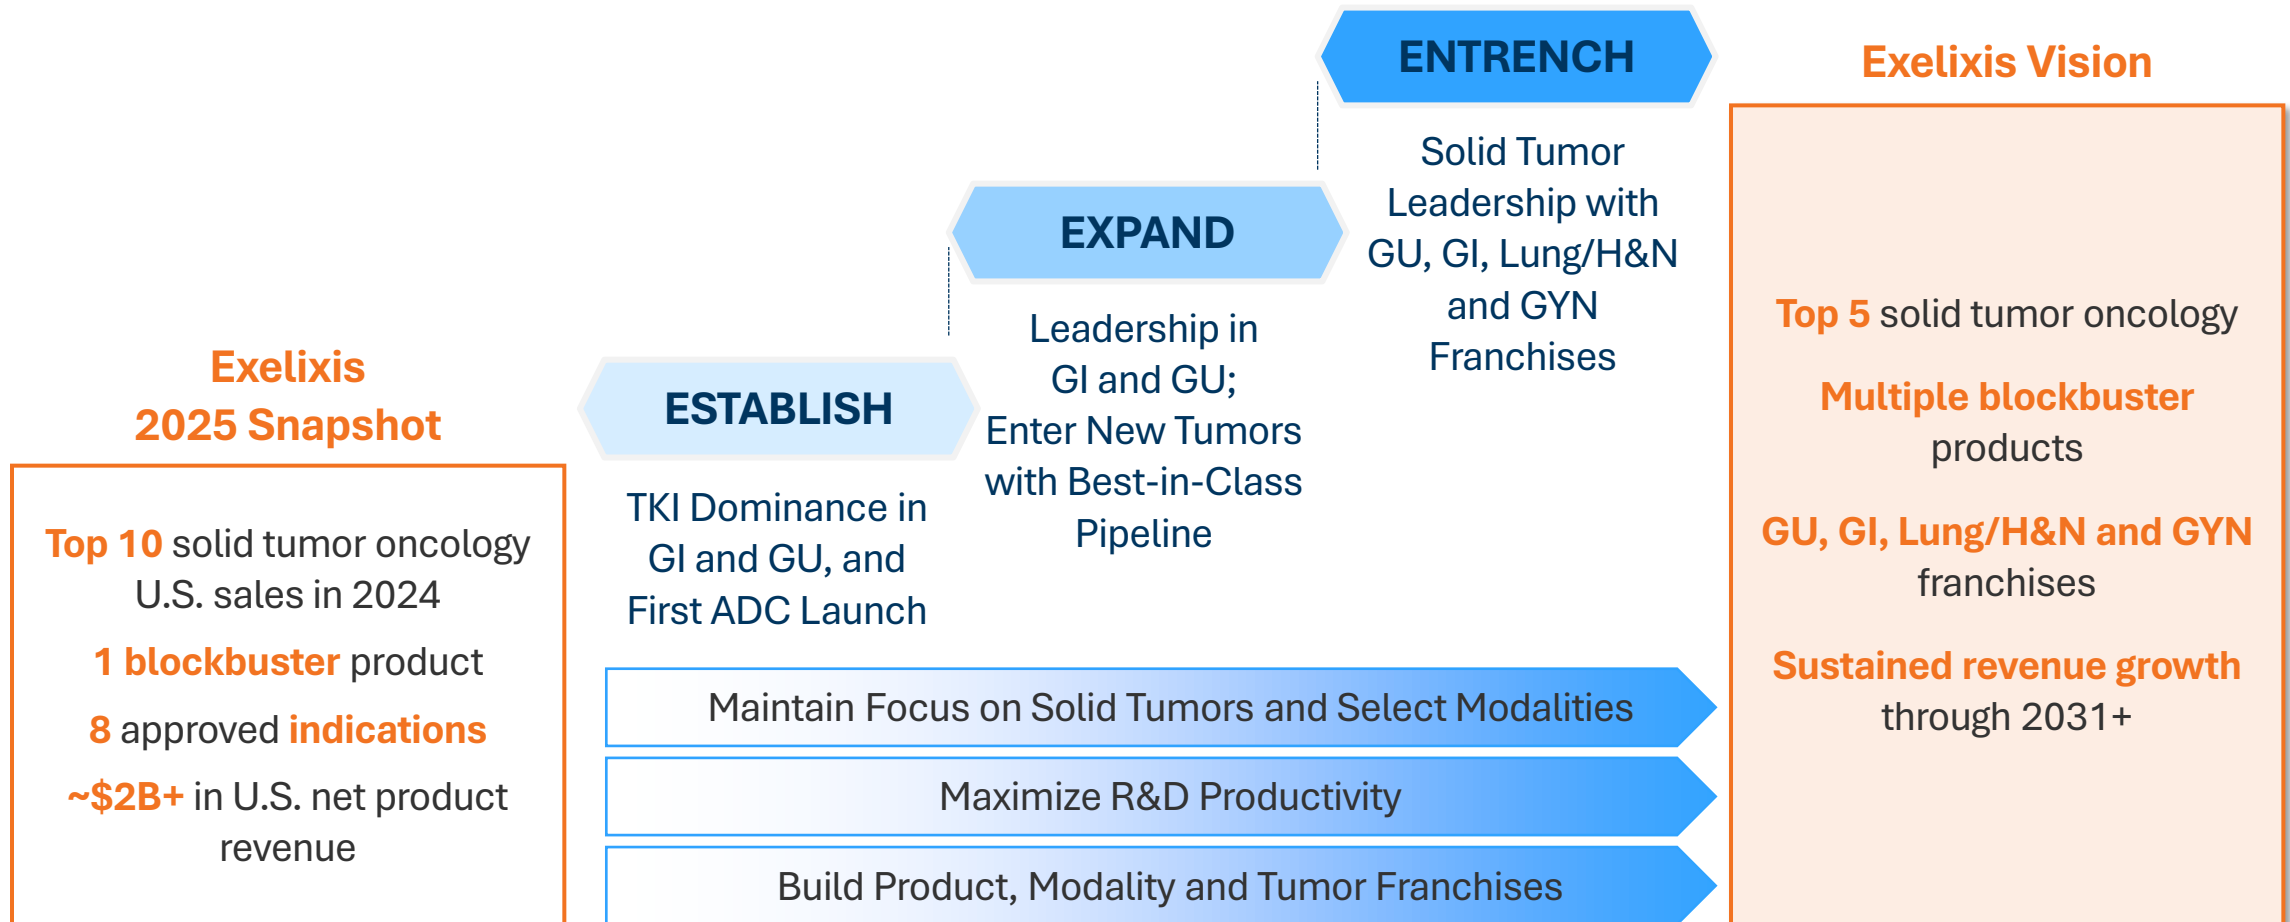 Exelixis
2025 Snapshot
Top 10 solid tumor oncology
U.S. sales in 2024
1 blockbuster product
8 approved indications
~$2B+ in U.S. net product
revenue
ESTABLISH
TKI Dominance in
GI and GU, and
First ADC Launch
EXPAND
Leadership in
GI and GU;
Enter New Tumors
with Best-in-Class
Pipeline
ENTRENCH
Solid Tumor
Leadership with
GU, GI, Lung/H&N
and GYN
Franchises
Maintain Focus on Solid Tumors and Select Modalities
Maximize R&D Productivity
Build Product, Modality and Tumor Franchises
Exelixis Vision
Top 5 solid tumor oncology
Multiple blockbuster
products
GU, GI, Lung/H&N and GYN
franchises
Sustained revenue growth
through 2031+